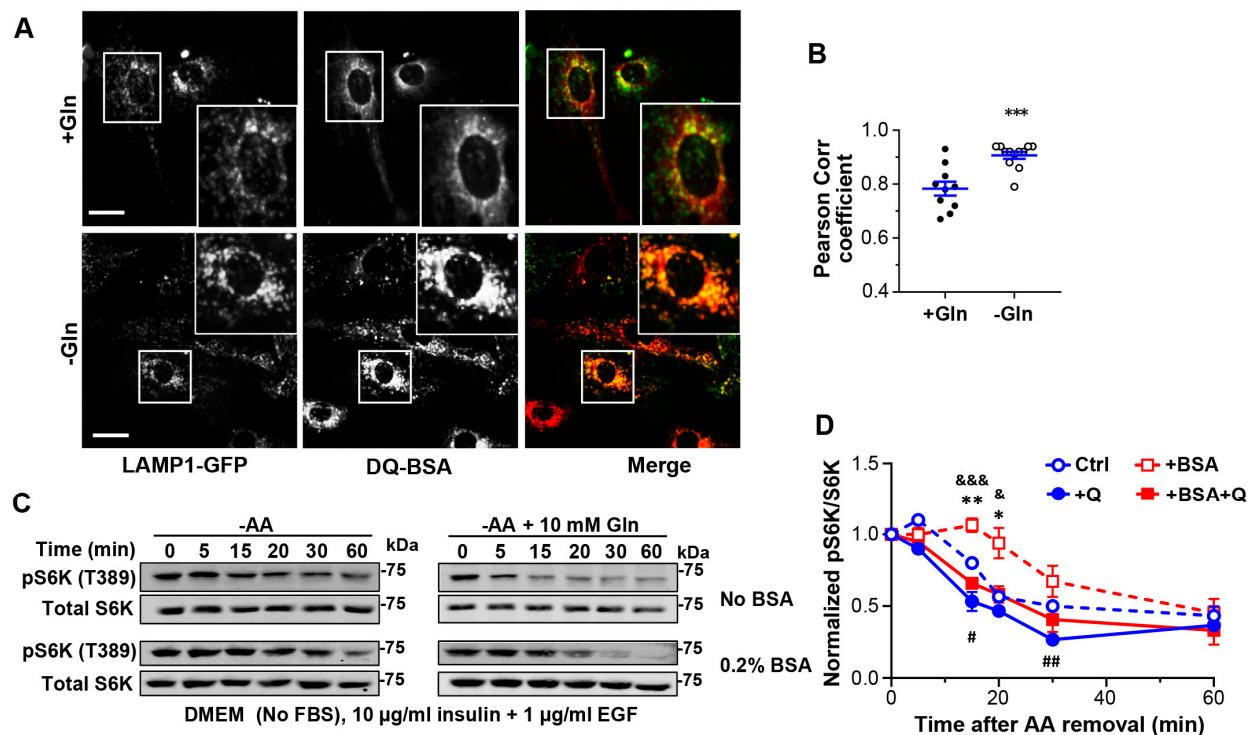 A
+Gln
-Gln
LAMP1-GFP DQ-BSA Merge
B
***
Pearson Corr
coefficient
1.0
0.8
0.6
0.4
+Gln -Gln
C
-AA -AA + 10 mM Gln
Time (min) 0 5 15 20 30 60 kDa 0 5 15 20 30 60 kDa
pS6K (T389) -75 -75
Total S6K -75 -75
No BSA
pS6K (T389) -75 -75
Total S6K -75 -75
0.2% BSA
DMEM (No FBS), 10 µg/ml insulin + 1 µg/ml EGF
D
Normalized pS6K/S6K
1.5
1.0
0.5
0.0
Ctrl +BSA
+Q +BSA+Q
&&& &
** *
# ##
0 20 40 60
Time after AA removal (min)